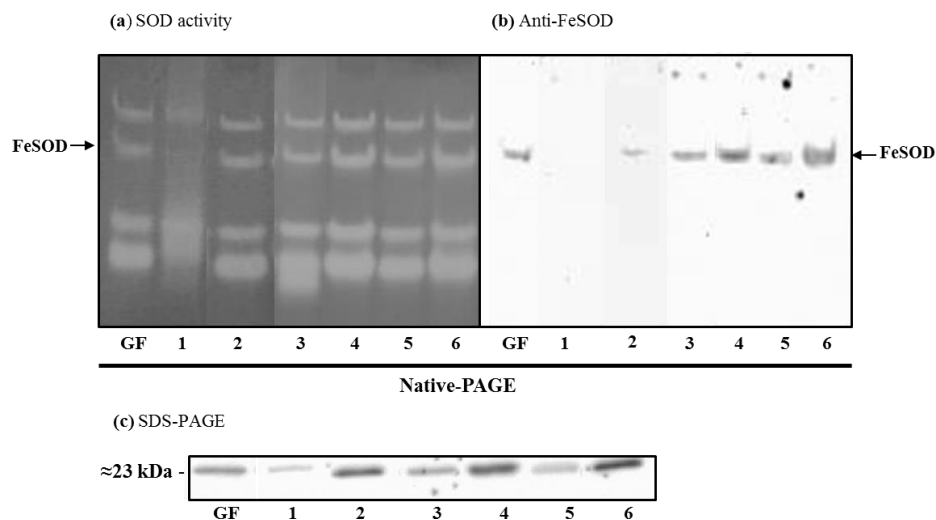 (a) SOD activity
(b) Anti-FeSOD
FeSOD
FeSOD
GF 1 2 3 4 5 6
GF 1 2 3 4 5 6
Native-PAGE
(c) SDS-PAGE
≈23 kDa -
GF 1 2 3 4 5 6